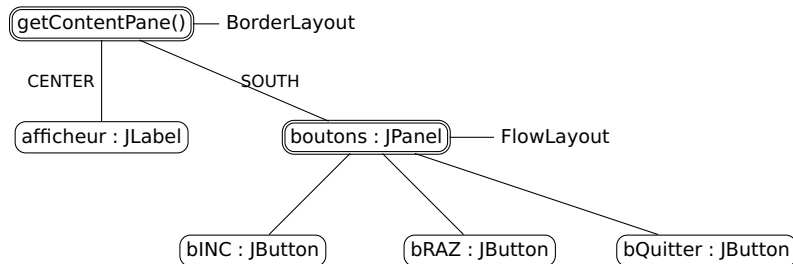 getContentPane()
BorderLayout
CENTER
SOUTH
afficheur : JLabel
boutons : JPanel
FlowLayout
bINC : JButton
bRAZ : JButton
bQuitter : JButton